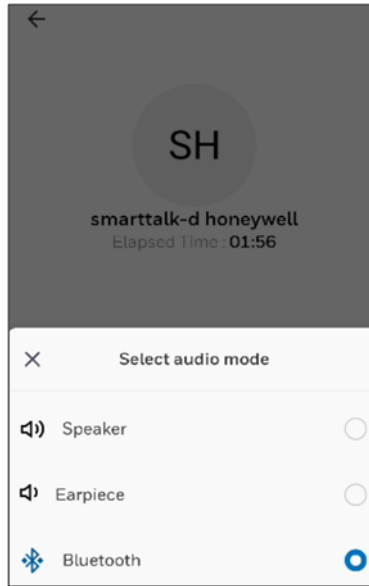 SH
smarttalk-d honeywell
Elapsed Time : 01:56
Select audio mode
Speaker
Earpiece
Bluetooth